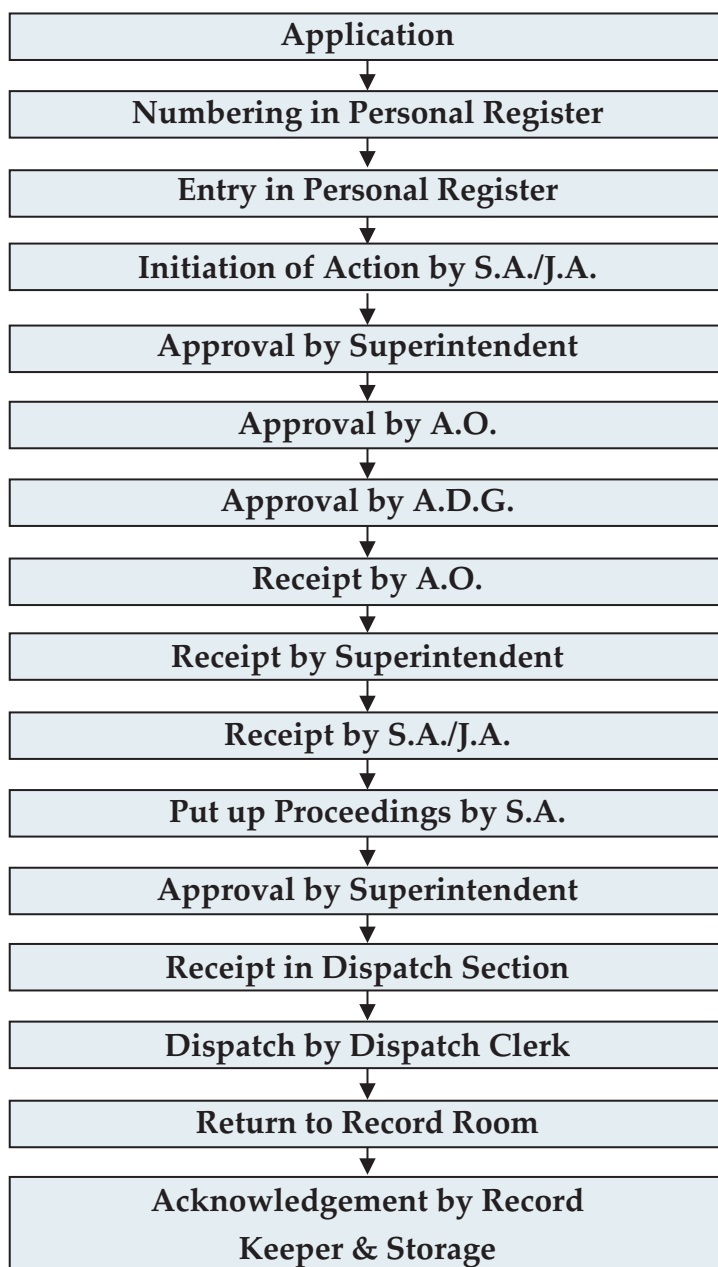 Application
Numbering in Personal Register
Entry in Personal Register
Initiation of Action by S.A./J.A.
Approval by Superintendent
Approval by A.O.
Approval by A.D.G.
Receipt by A.O.
Receipt by Superintendent
Receipt by S.A./J.A.
Put up Proceedings by S.A.
Approval by Superintendent
Receipt in Dispatch Section
Dispatch by Dispatch Clerk
Return to Record Room
Acknowledgement by Record
Keeper & Storage